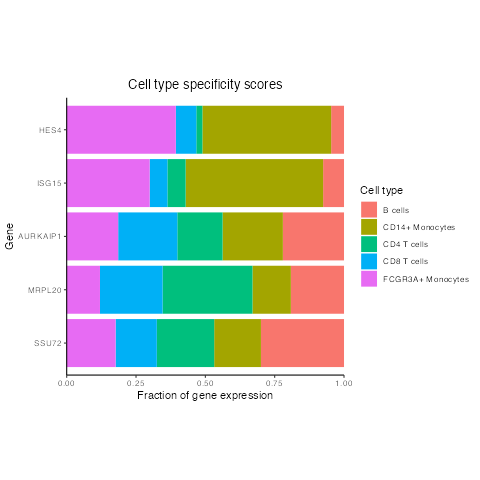 Cell type specificity scores
Gene
HES4
ISG15
AURKAIP1
MRPL20
SSU72
0.00 0.25 0.50 0.75 1.00
Fraction of gene expression
Cell type
B cells
CD14+ Monocytes
CD4 T cells
CD8 T cells
FCGR3A+ Monocytes